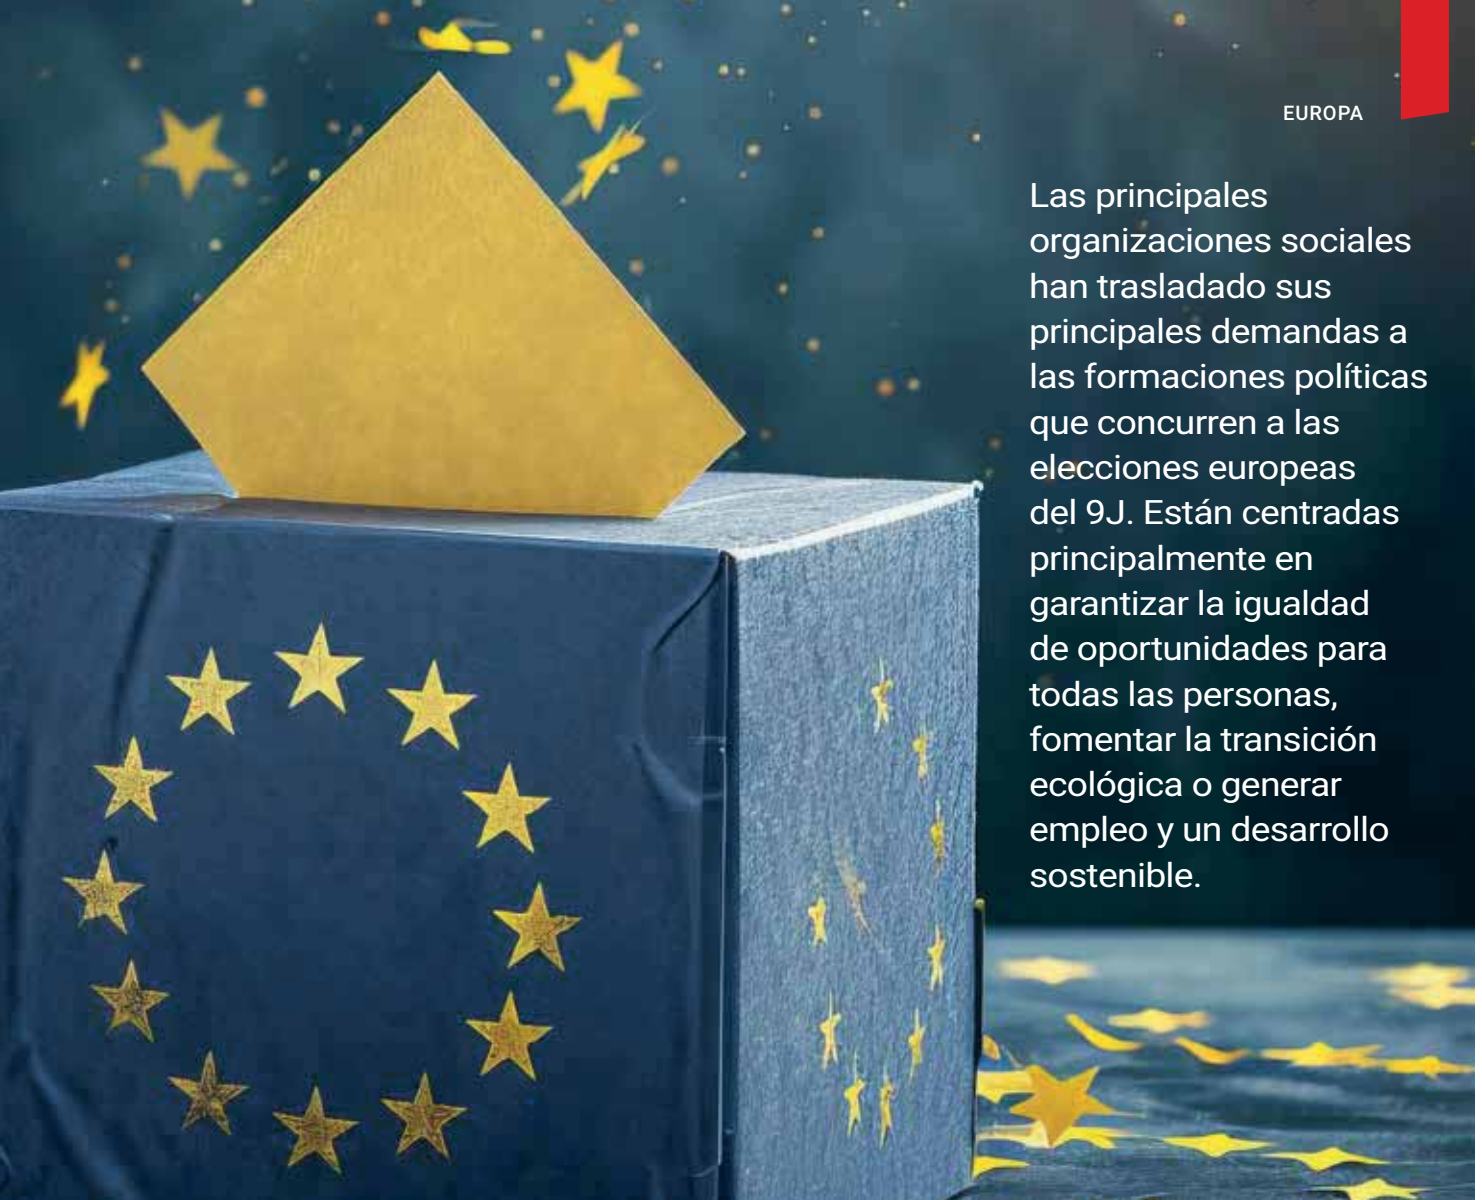 EUROPA
Las principales
organizaciones sociales
han trasladado sus
principales demandas a
las formaciones políticas
que concurren a las
elecciones europeas
del 9J. Están centradas
principalmente en
garantizar la igualdad
de oportunidades para
todas las personas,
fomentar la transición
ecológica o generar
empleo y un desarrollo
sostenible.